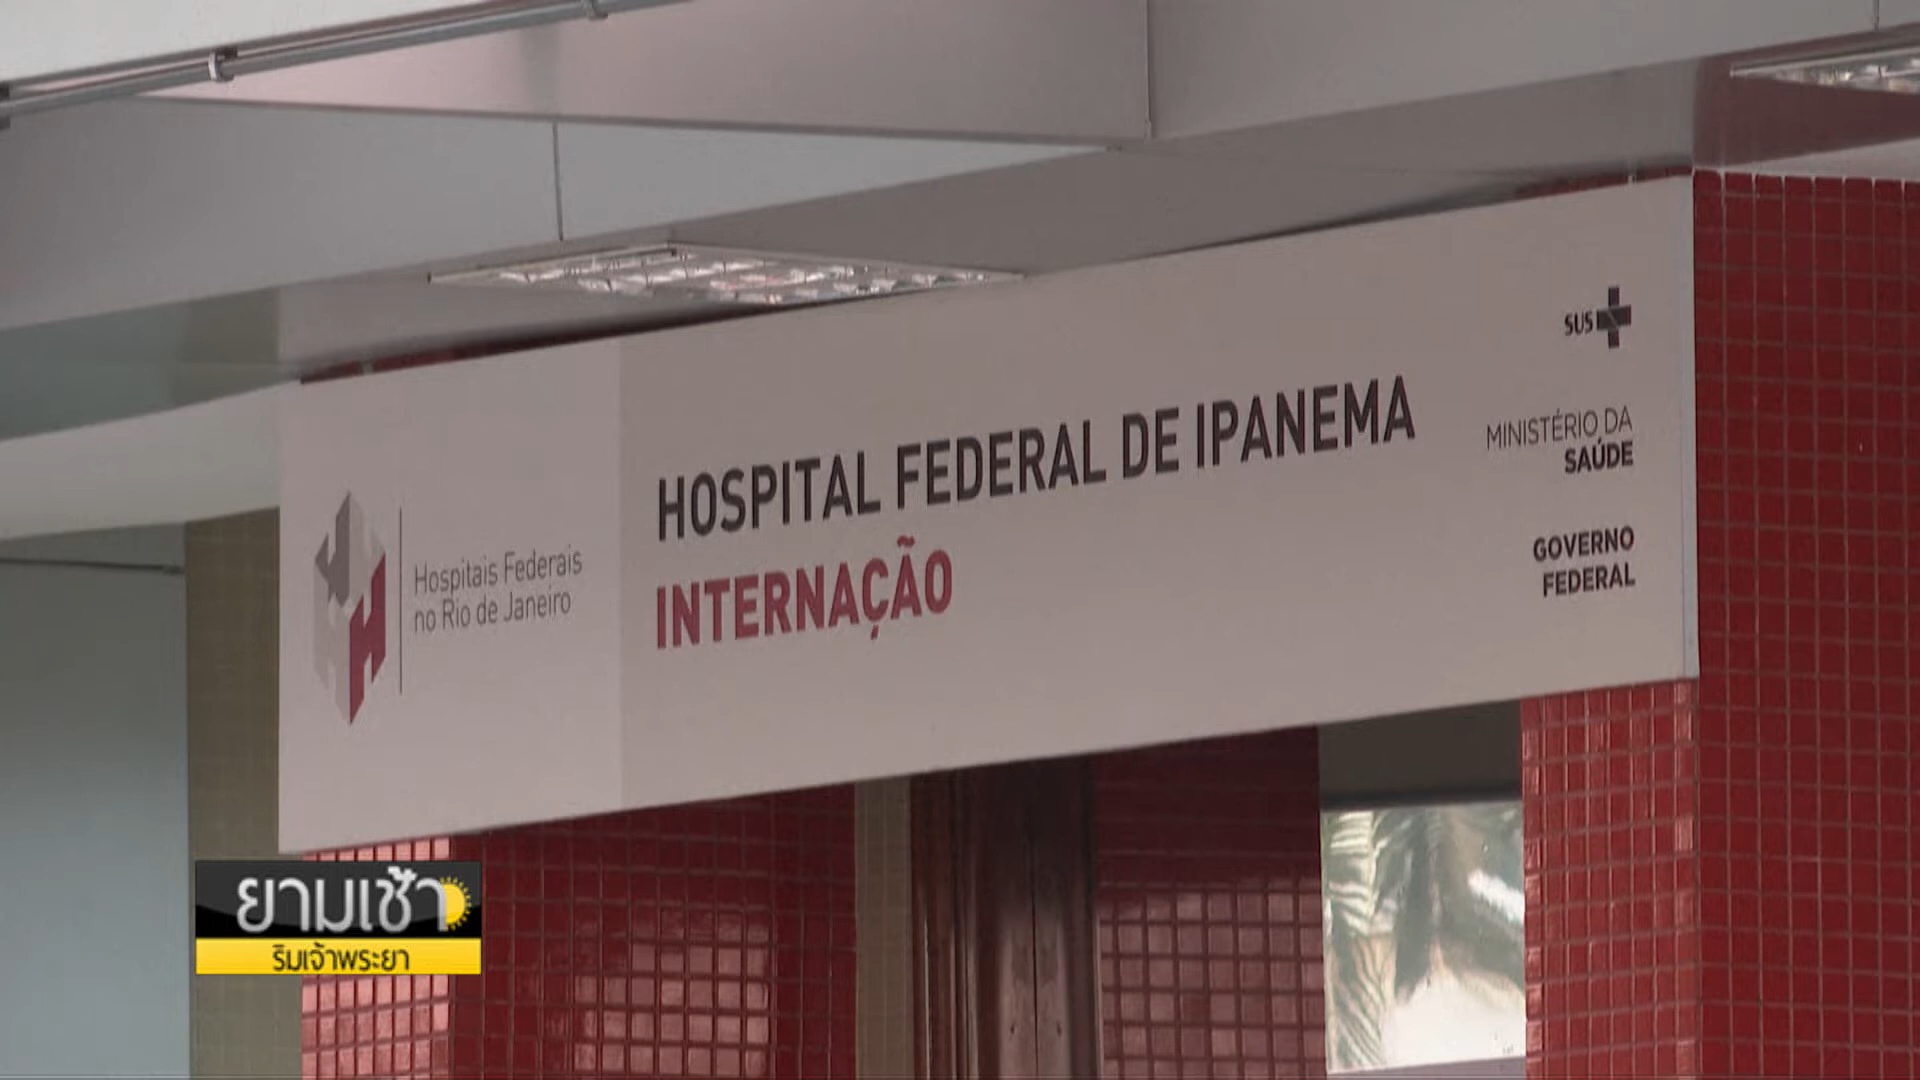 Hospitais Federais
no Rio de Janeiro
HOSPITAL FEDERAL DE IPANEMA
INTERNAÇÃO
SUS
MINISTÉRIO DA
SAÚDE
GOVERNO
FEDERAL
ยามเช้า
ริมเจ้าพระยา